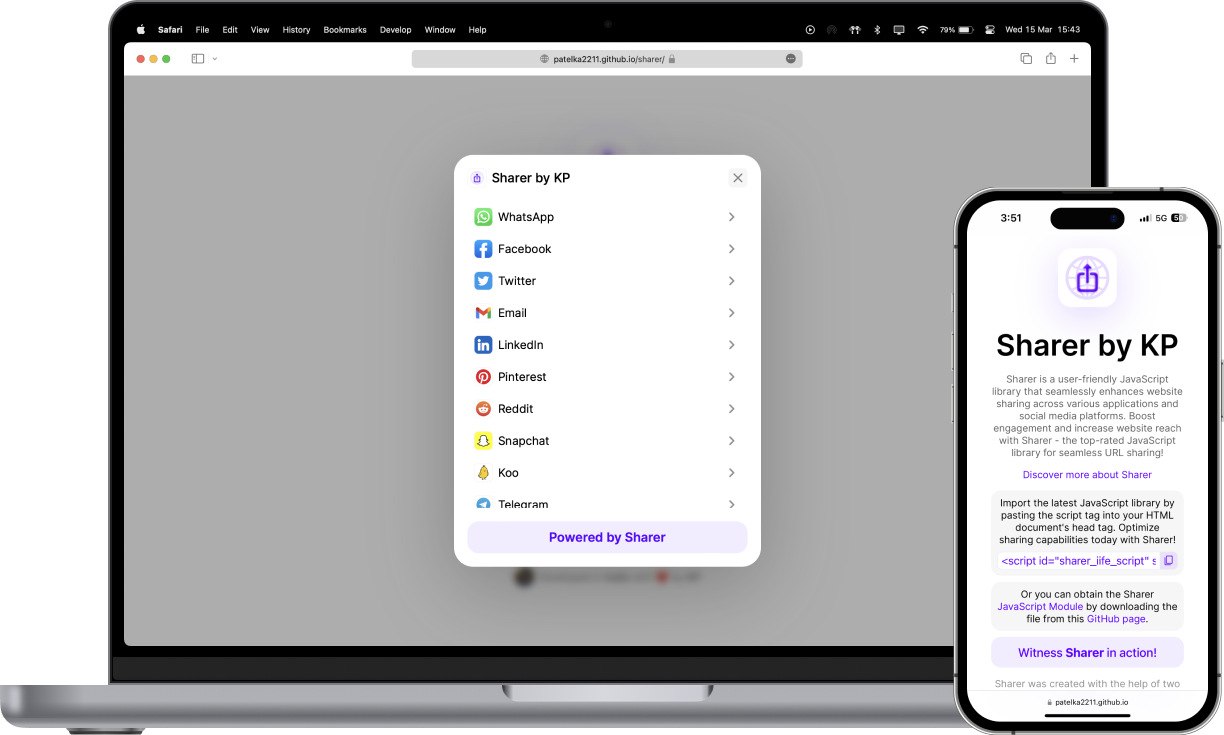 Safari File Edit View History Bookmarks Develop Window Help 79% Wed 15 Mar 15:43
patelka2211.github.io/sharer/
Sharer by KP
WhatsApp
Facebook
Twitter
Email
LinkedIn
Pinterest
Reddit
Snapchat
Koo
Telegram
Powered by Sharer
3:51 5G 50
Sharer by KP
Sharer is a user-friendly JavaScript
library that seamlessly enhances website
sharing across various applications and
social media platforms. Boost
engagement and increase website reach
with Sharer - the top-rated JavaScript
library for seamless URL sharing!
Discover more about Sharer
Import the latest JavaScript library by
pasting the script tag into your HTML
document's head tag. Optimize
sharing capabilities today with Sharer!
<script id="sharer_iife_script" s
Or you can obtain the Sharer
JavaScript Module by downloading the
file from this GitHub page.
Witness Sharer in action!
Sharer was created with the help of two
patelka2211.github.io